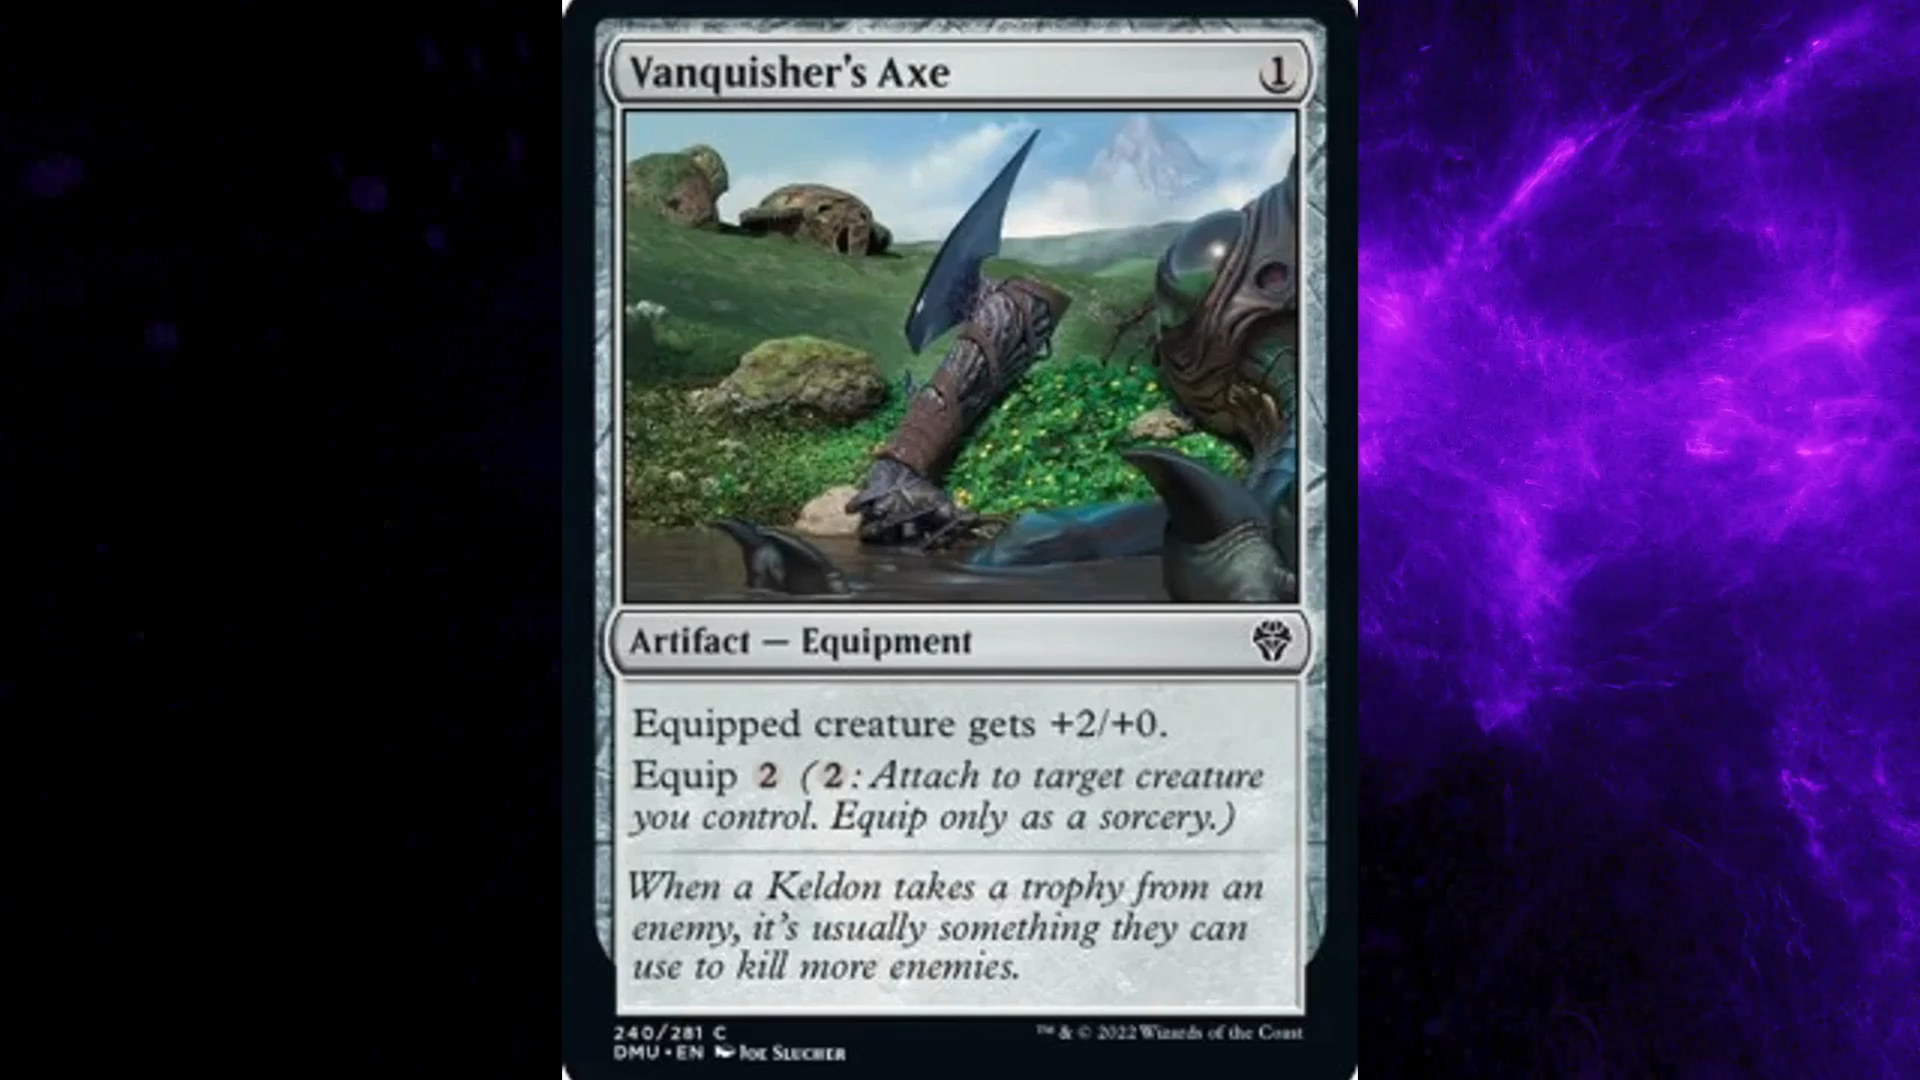 Vanquisher's Axe 1
Artifact — Equipment
Equipped creature gets +2/+0.
Equip 2 (2: Attach to target creature
you control. Equip only as a sorcery.)
When a Keldon takes a trophy from an
enemy, it's usually something they can
use to kill more enemies.
240/281 C
™ & © 2022 Wizards of the Coast
DMU • EN Joe Slucher